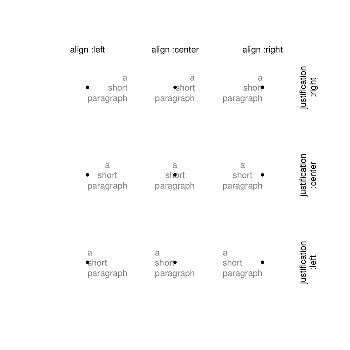 align :left align :center align :right
a a a
short short short
paragraph paragraph paragraph
justification
:right
a a a
short short short
paragraph paragraph paragraph
justification
:center
a a a
short short short
paragraph paragraph paragraph
justification
:left